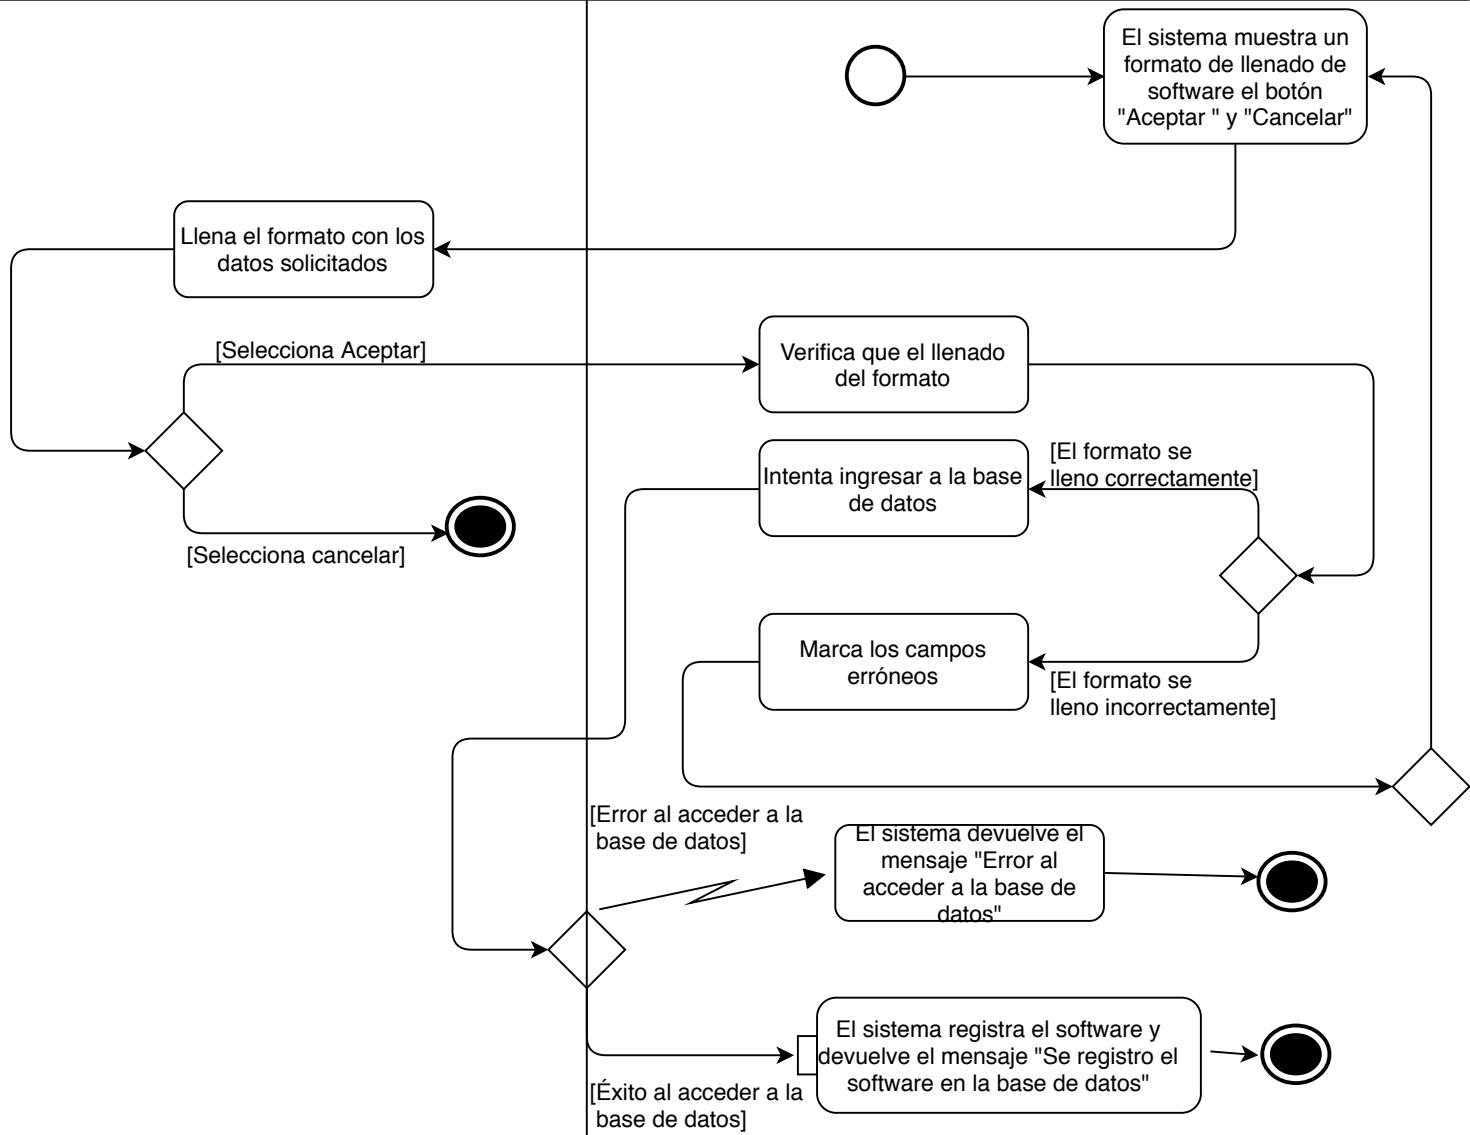 El sistema muestra un
formato de llenado de
software el botón
"Aceptar " y "Cancelar"
Llena el formato con los
datos solicitados
[Selecciona Aceptar]
Verifica que el llenado
del formato
[El formato se
lleno correctamente]
Intenta ingresar a la base
de datos
[Selecciona cancelar]
Marca los campos
erróneos
[El formato se
lleno incorrectamente]
[Error al acceder a la
base de datos]
El sistema devuelve el
mensaje "Error al
acceder a la base de
datos"
El sistema registra el software y
devuelve el mensaje "Se registro el
software en la base de datos"
[Éxito al acceder a la
base de datos]